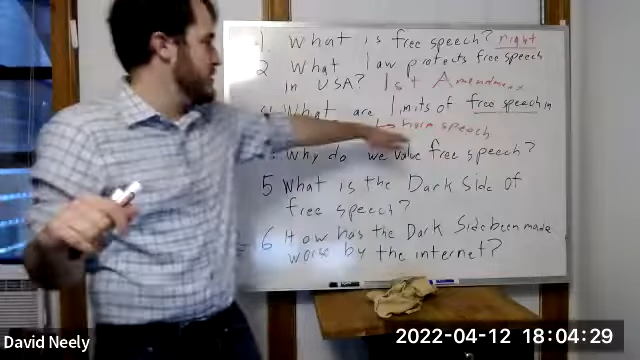 1. What is free speech? right
2 What law protects free speech
in USA? 1st Amendment
What are limits of free speech in
harm speech
Why do we value free speech?
5 What is the Dark Side of
free speech?
6 How has the Dark Side been made
worse by the internet?
2022-04-12 18:04:29
David Neely